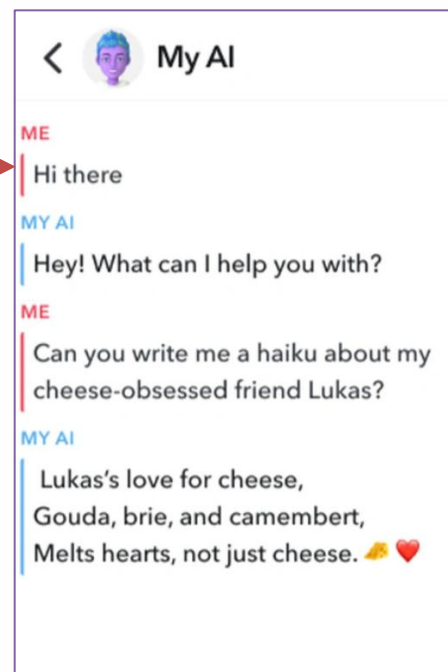 My AI
ME
Hi there
MY AI
Hey! What can I help you with?
ME
Can you write me a haiku about my
cheese-obsessed friend Lukas?
MY AI
Lukas's love for cheese,
Gouda, brie, and camembert,
Melts hearts, not just cheese. 🧀 ❤️